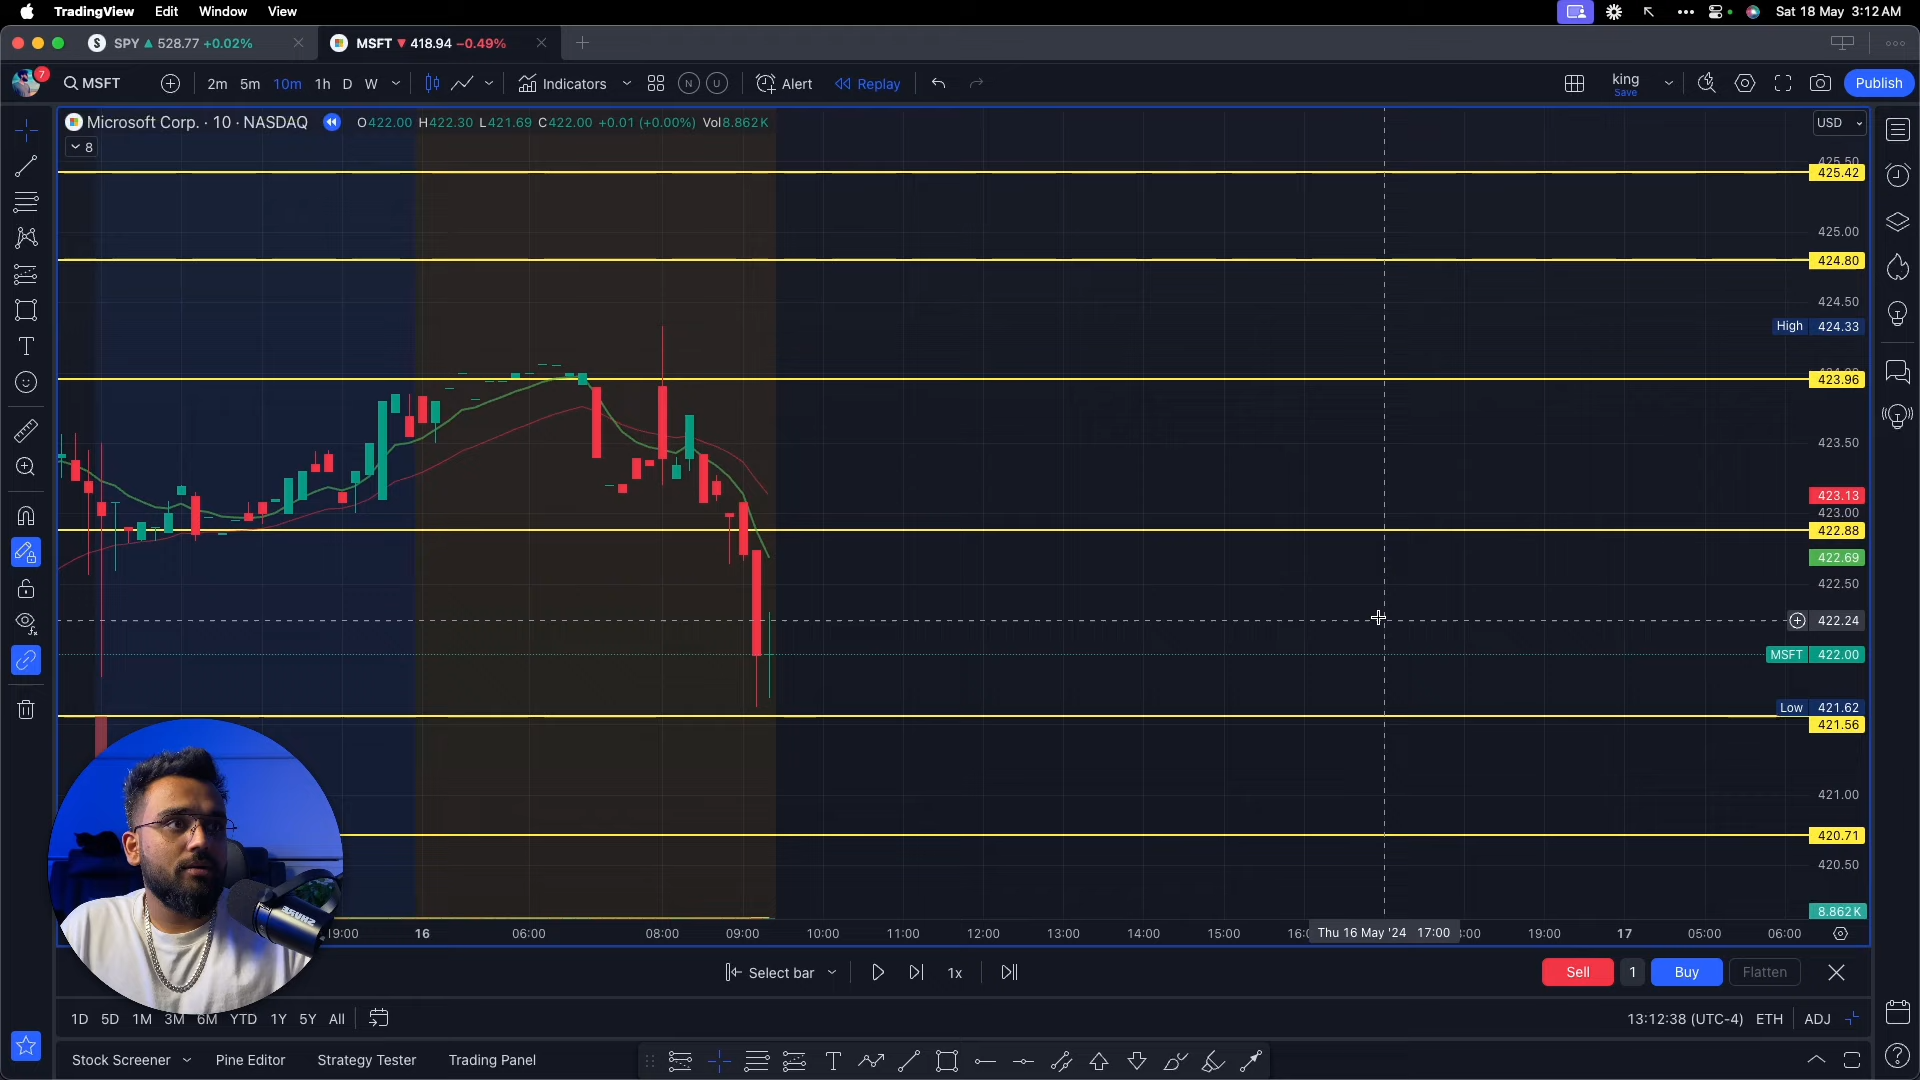 TradingView Edit Window View Sat 18 May 3:12 AM
SPY 528.77 +0.02% MSFT 418.94 −0.49%
7 MSFT 2m 5m 10m 1h D W Indicators N U Alert Replay king Save Publish
Microsoft Corp. · 10 · NASDAQ O422.00 H422.30 L421.69 C422.00 +0.01 (+0.00%) Vol8.862K USD
8
425.50
425.42
425.00
424.80
424.50
High 424.33
423.96
423.50
423.13
423.00
422.88
422.69
422.50
422.24
MSFT 422.00
Low 421.62
421.56
421.00
420.71
420.50
8.862K
19:00 16 06:00 08:00 09:00 10:00 11:00 12:00 13:00 14:00 15:00 Thu 16 May '24 17:00 19:00 17 05:00 06:00
Select bar 1x Sell 1 Buy Flatten
1D 5D 1M 3M 6M YTD 1Y 5Y All 13:12:38 (UTC-4) ETH ADJ
Stock Screener Pine Editor Strategy Tester Trading Panel T